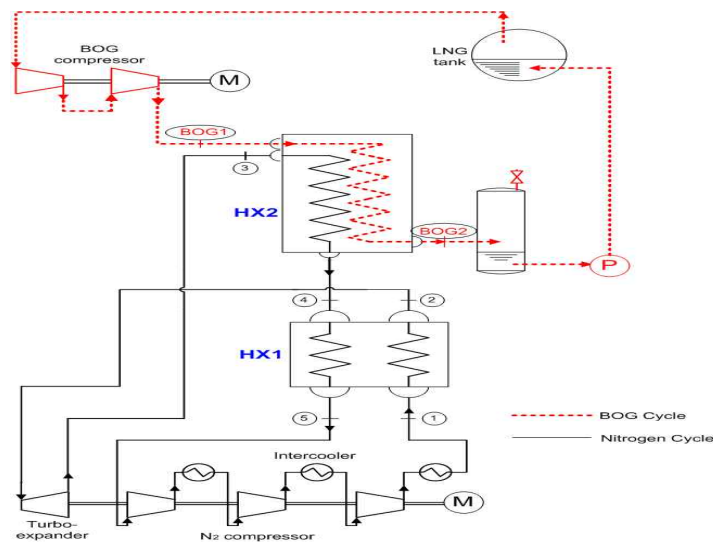 BOG
compressor
M
LNG
tank
BOG1
3
HX2
BOG2
P
4
2
HX1
5
1
BOG Cycle
Nitrogen Cycle
Intercooler
M
Turbo-
expander
N2 compressor